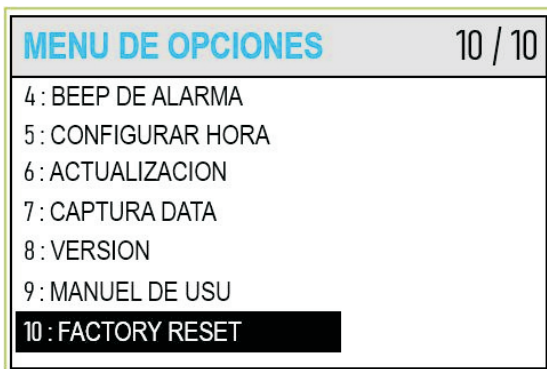 MENU DE OPCIONES 10 / 10
4 : BEEP DE ALARMA
5 : CONFIGURAR HORA
6 : ACTUALIZACION
7 : CAPTURA DATA
8 : VERSION
9 : MANUEL DE USU
10 : FACTORY RESET